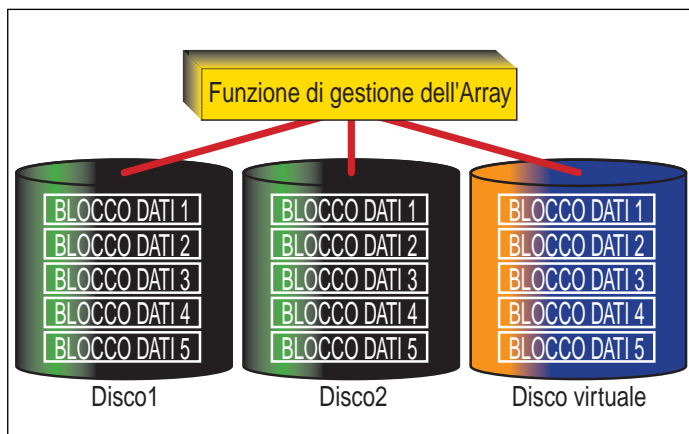 Funzione di gestione dell'Array
BLOCCO DATI 1
BLOCCO DATI 2
BLOCCO DATI 3
BLOCCO DATI 4
BLOCCO DATI 5
Disco1
BLOCCO DATI 1
BLOCCO DATI 2
BLOCCO DATI 3
BLOCCO DATI 4
BLOCCO DATI 5
Disco2
BLOCCO DATI 1
BLOCCO DATI 2
BLOCCO DATI 3
BLOCCO DATI 4
BLOCCO DATI 5
Disco virtuale